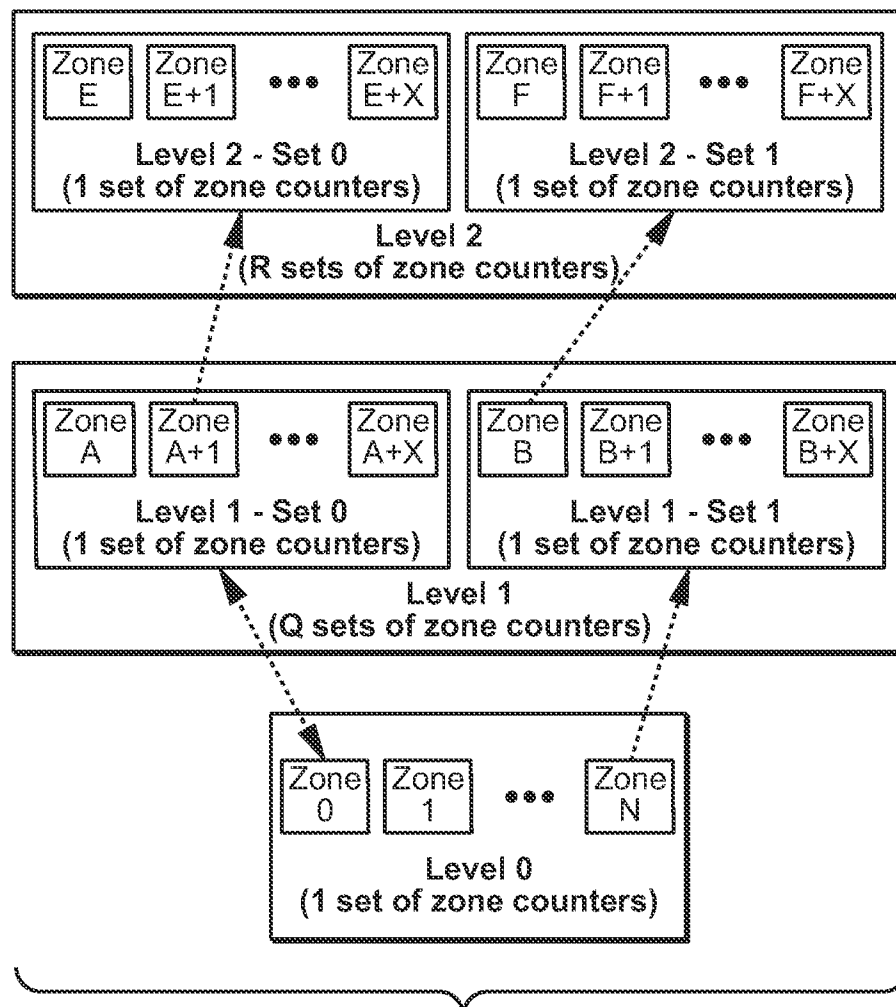 Zone E
Zone E+1
•••
Zone E+X
Level 2 - Set 0
(1 set of zone counters)
Zone F
Zone F+1
•••
Zone F+X
Level 2 - Set 1
(1 set of zone counters)
Level 2
(R sets of zone counters)
Zone A
Zone A+1
•••
Zone A+X
Level 1 - Set 0
(1 set of zone counters)
Zone B
Zone B+1
•••
Zone B+X
Level 1 - Set 1
(1 set of zone counters)
Level 1
(Q sets of zone counters)
Zone 0
Zone 1
•••
Zone N
Level 0
(1 set of zone counters)